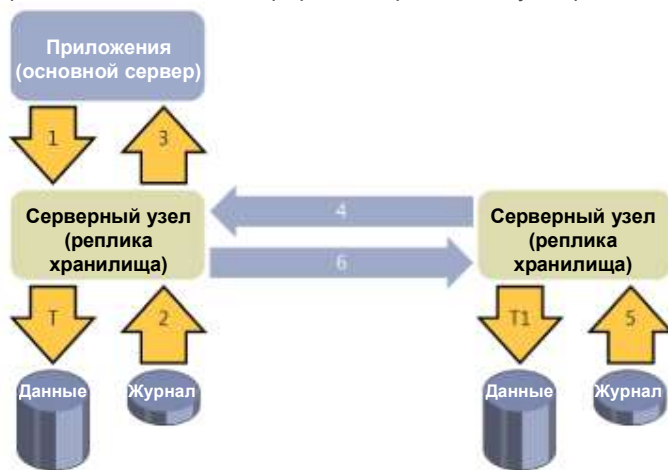 Приложения
(основной сервер)
1
3
Серверный узел
(реплика
хранилища)
4
6
Серверный узел
(реплика
хранилища)
T
2
T1
5
Данные
Журнал
Данные
Журнал